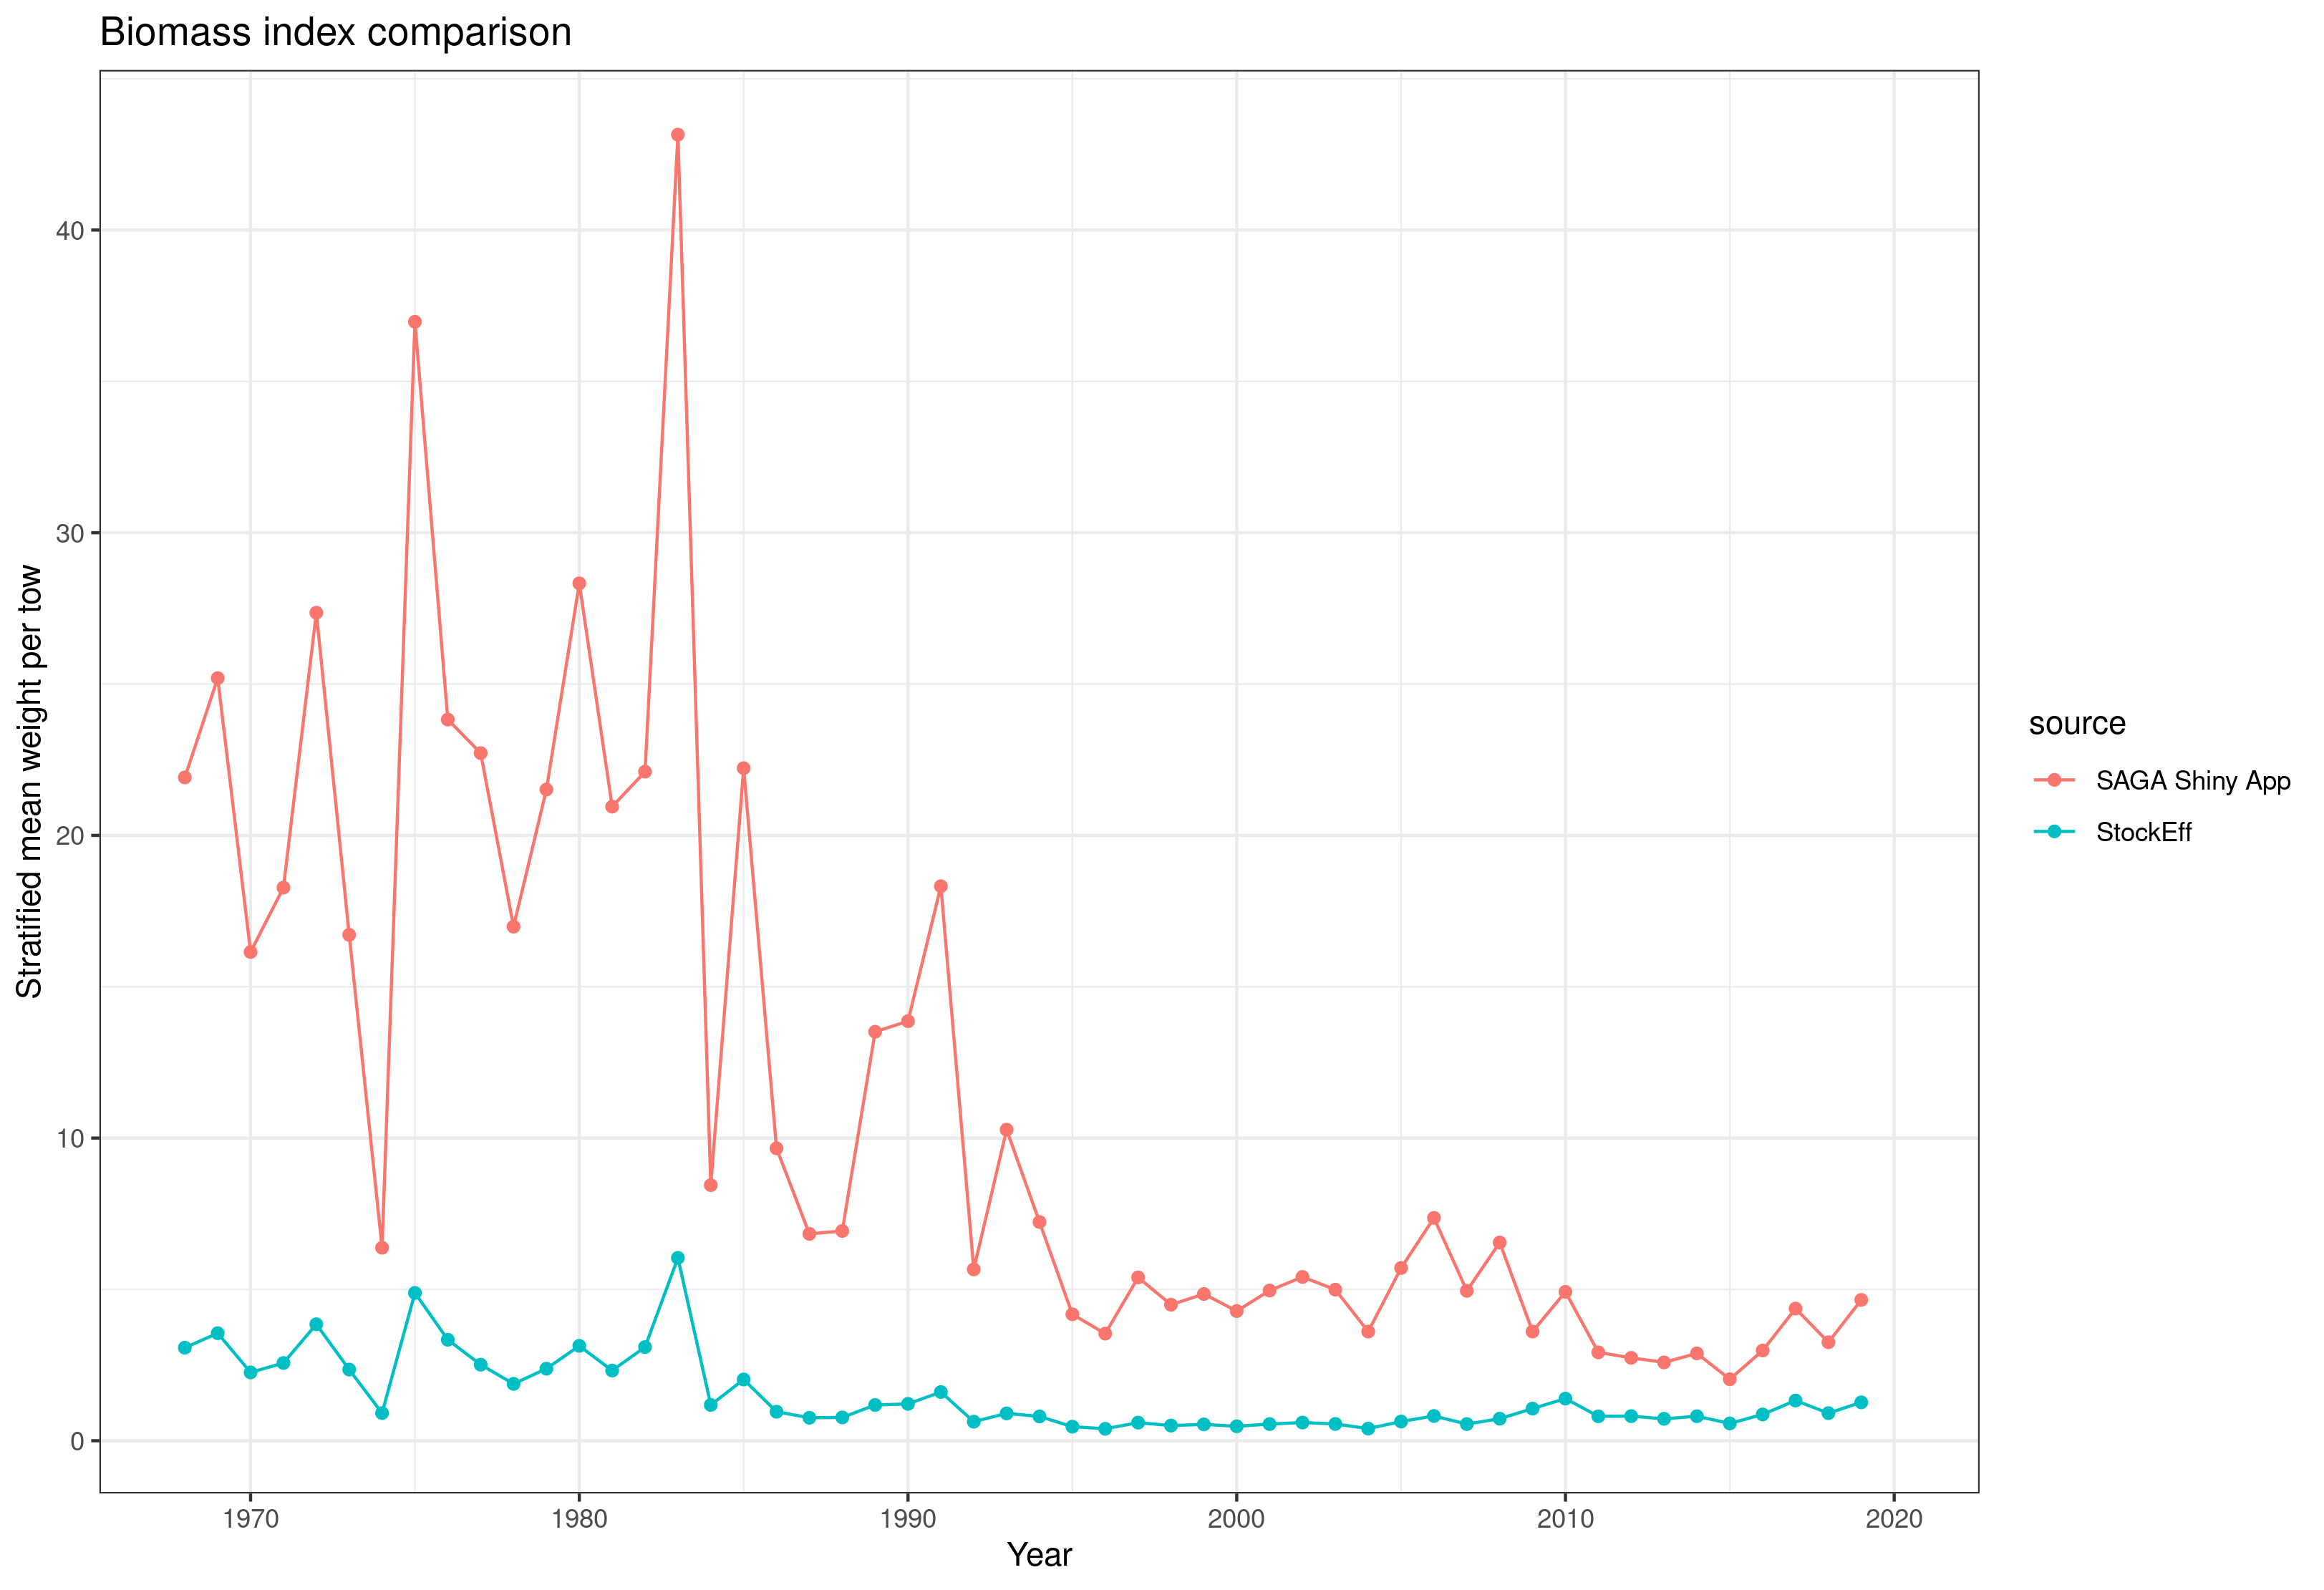 Biomass index comparison
Stratified mean weight per tow
40
30
20
10
0
1970
1980
1990
2000
2010
2020
Year
source
SAGA Shiny App
StockEff